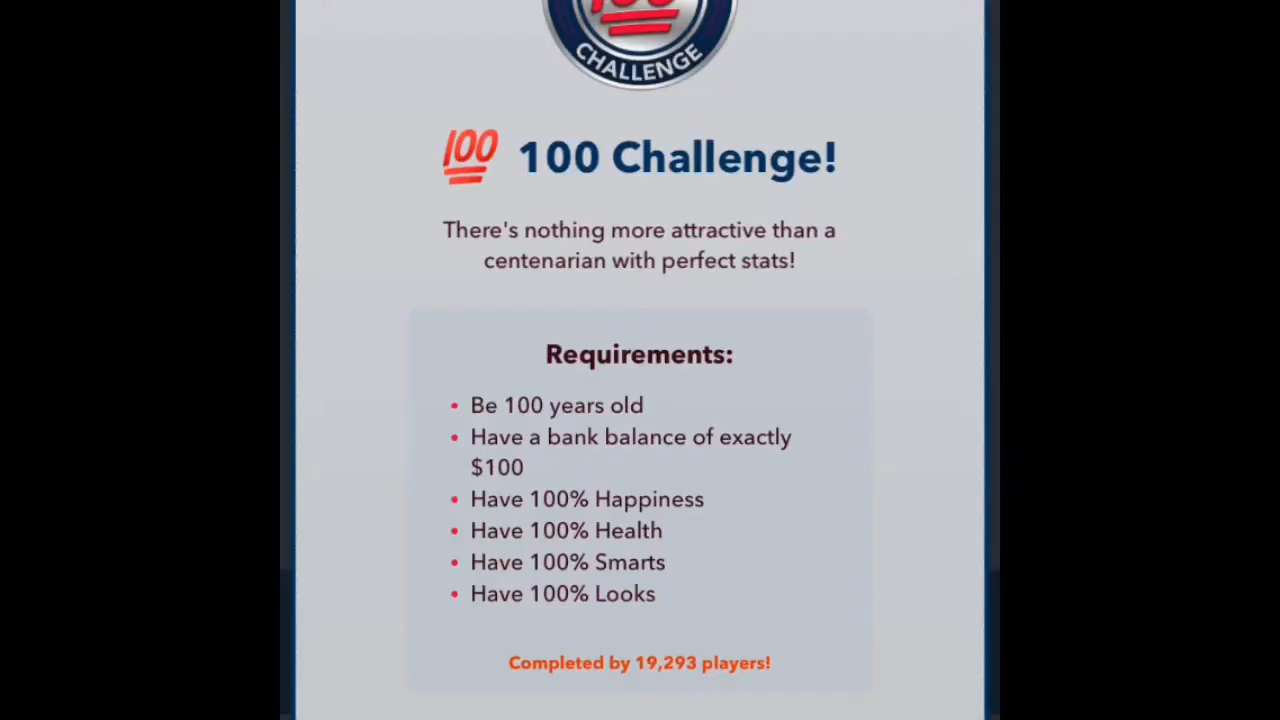 100
CHALLENGE
💯 100 Challenge!
There's nothing more attractive than a
centenarian with perfect stats!
Requirements:
• Be 100 years old
• Have a bank balance of exactly
$100
• Have 100% Happiness
• Have 100% Health
• Have 100% Smarts
• Have 100% Looks
Completed by 19,293 players!